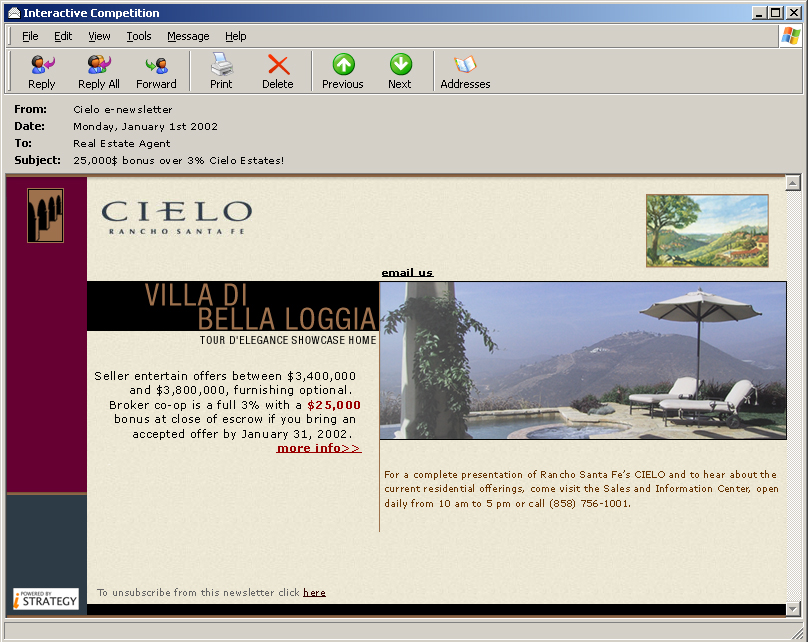 Interactive Competition
File Edit View Tools Message Help
Reply Reply All Forward Print Delete Previous Next Addresses
From: Cielo e-newsletter
Date: Monday, January 1st 2002
To: Real Estate Agent
Subject: 25,000$ bonus over 3% Cielo Estates!
CIELO
RANCHO SANTA FE
email us
VILLA DI
BELLA LOGGIA
TOUR D'ELEGANCE SHOWCASE HOME
Seller entertain offers between $3,400,000
and $3,800,000, furnishing optional.
Broker co-op is a full 3% with a $25,000
bonus at close of escrow if you bring an
accepted offer by January 31, 2002.
more info>>
For a complete presentation of Rancho Santa Fe's CIELO and to hear about the
current residential offerings, come visit the Sales and Information Center, open
daily from 10 am to 5 pm or call (858) 756-1001.
To unsubscribe from this newsletter click here
POWERED BY
iSTRATEGY